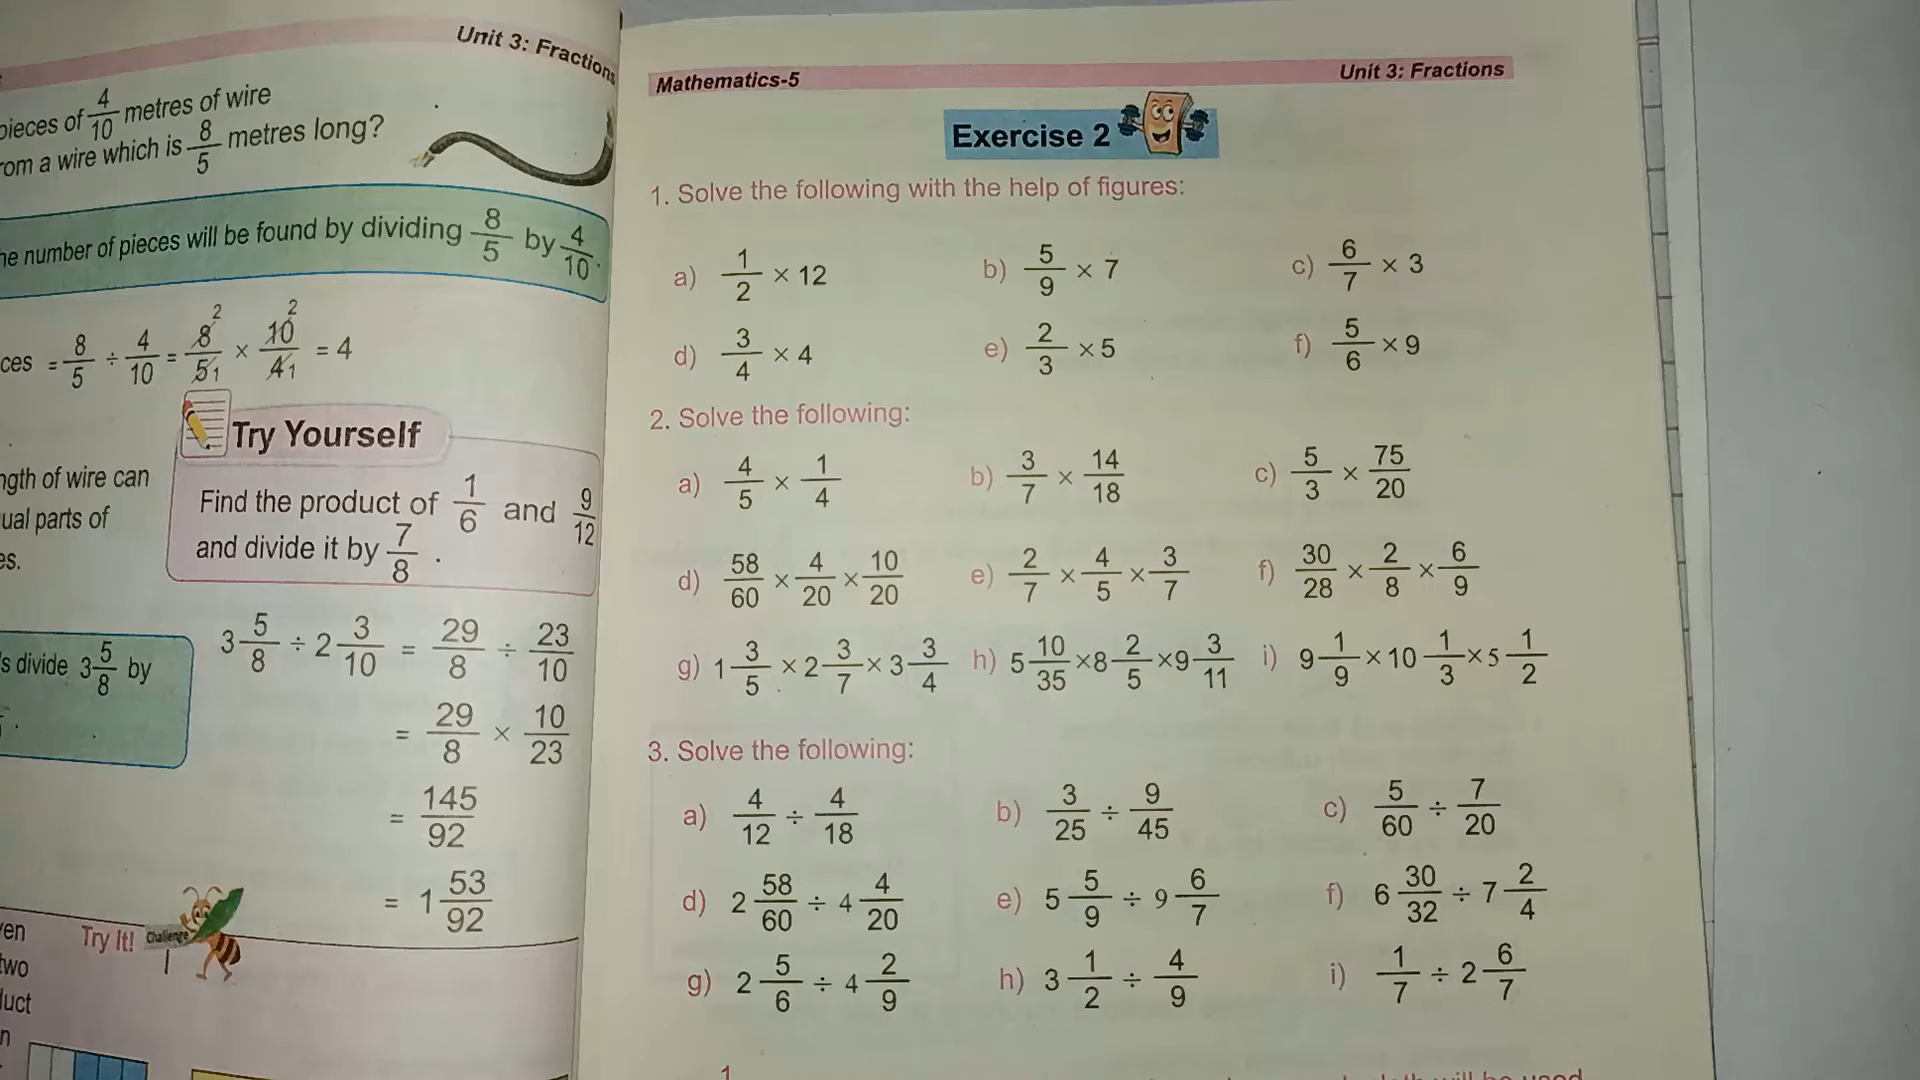 Unit 3: Fractions
pieces of 4/10 metres of wire
from a wire which is 8/5 metres long?
he number of pieces will be found by dividing 8/5 by 4/10.
ces = 8/5 ÷ 4/10 = 8 2/5 1 × 10 2/4 1 = 4
Try Yourself
Find the product of 1/6 and 9/12
and divide it by 7/8 .
ngth of wire can
ual parts of
es.
's divide 3 5/8 by
3 5/8 ÷ 2 3/10 = 29/8 ÷ 23/10
= 29/8 × 10/23
= 145/92
= 1 53/92
Try It! Challenge
ven
two
duct
n
Mathematics-5 Unit 3: Fractions
Exercise 2
1. Solve the following with the help of figures:
a) 1/2 × 12 b) 5/9 × 7 c) 6/7 × 3
d) 3/4 × 4 e) 2/3 × 5 f) 5/6 × 9
2. Solve the following:
a) 4/5 × 1/4 b) 3/7 × 14/18 c) 5/3 × 75/20
d) 58/60 × 4/20 × 10/20 e) 2/7 × 4/5 × 3/7 f) 30/28 × 2/8 × 6/9
g) 1 3/5 × 2 3/7 × 3 3/4 h) 5 10/35 × 8 2/5 × 9 3/11 i) 9 1/9 × 10 1/3 × 5 1/2
3. Solve the following:
a) 4/12 ÷ 4/18 b) 3/25 ÷ 9/45 c) 5/60 ÷ 7/20
d) 2 58/60 ÷ 4 4/20 e) 5 5/9 ÷ 9 6/7 f) 6 30/32 ÷ 7 2/4
g) 2 5/6 ÷ 4 2/9 h) 3 1/2 ÷ 4/9 i) 1/7 ÷ 2 6/7